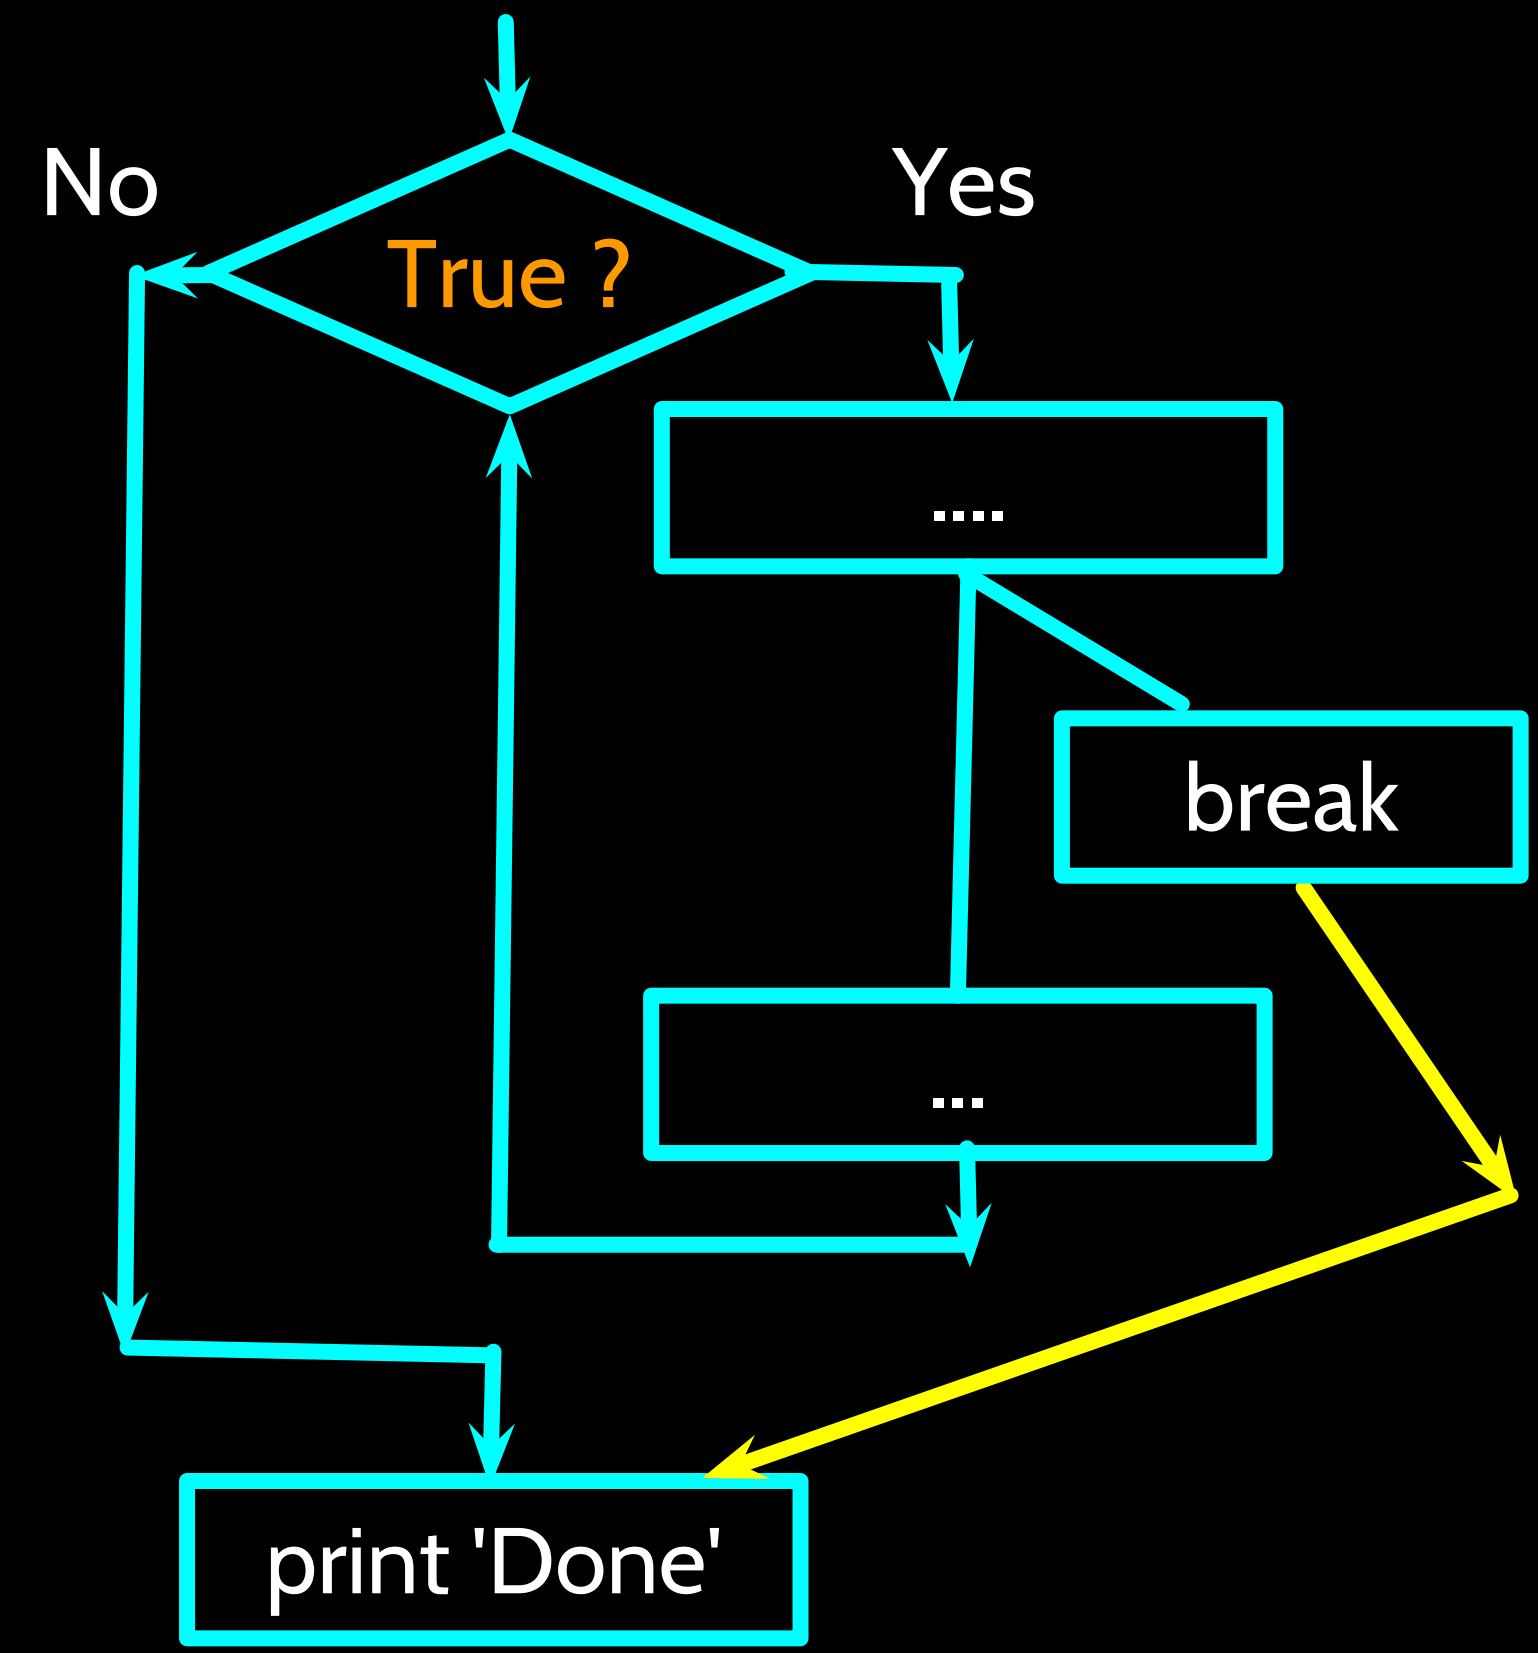 No
Yes
True ?
....
break
...
print 'Done'